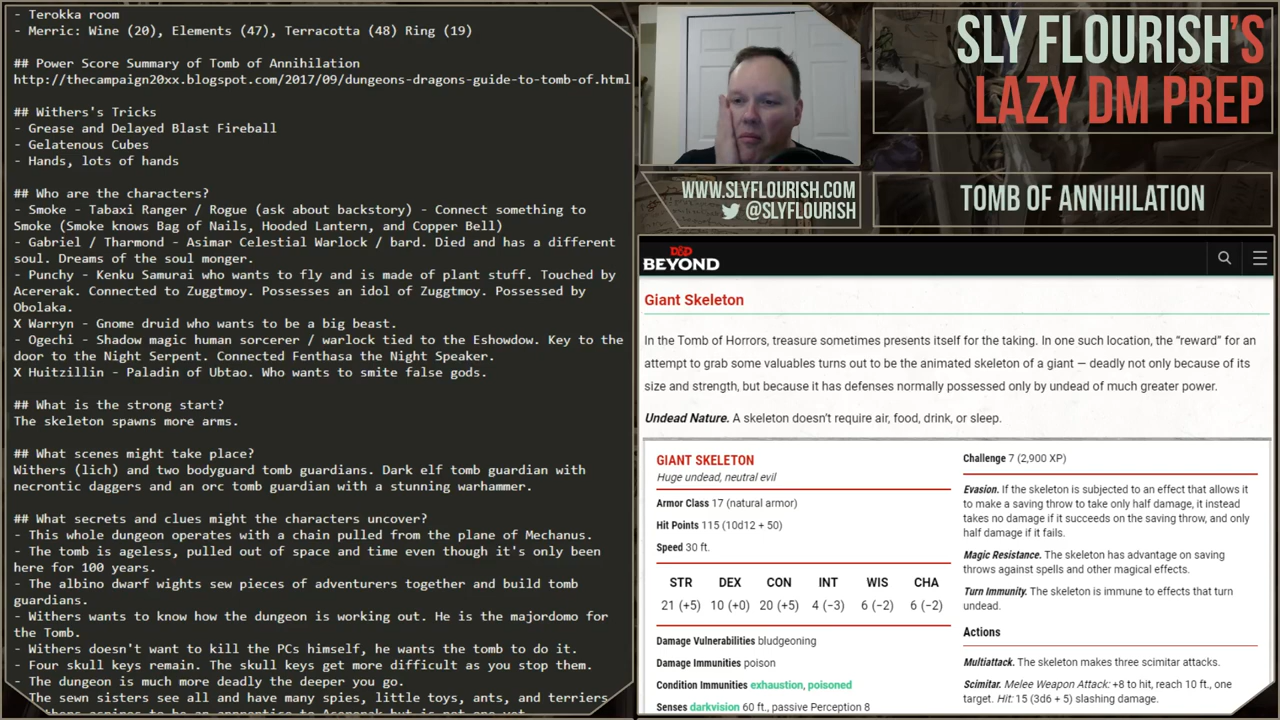 - Terokka room
- Merric: Wine (20), Elements (47), Terracotta (48) Ring (19)
## Power Score Summary of Tomb of Annihilation
http://thecampaign20xx.blogspot.com/2017/09/dungeons-dragons-guide-to-tomb-of.html
## Withers's Tricks
- Grease and Delayed Blast Fireball
- Gelatenous Cubes
- Hands, lots of hands
## Who are the characters?
- Smoke - Tabaxi Ranger / Rogue (ask about backstory) - Connect something to
Smoke (Smoke knows Bag of Nails, Hooded Lantern, and Copper Bell)
- Gabriel / Tharmond - Asimar Celestial Warlock / bard. Died and has a different
soul. Dreams of the soul monger.
- Punchy - Kenku Samurai who wants to fly and is made of plant stuff. Touched by
Acererak. Connected to Zuggtmoy. Possesses an idol of Zuggtmoy. Possessed by
Obolaka.
X Warryn - Gnome druid who wants to be a big beast.
- Ogechi - Shadow magic human sorcerer / warlock tied to the Eshowdow. Key to the
door to the Night Serpent. Connected Fenthasa the Night Speaker.
X Huitzillin - Paladin of Ubtao. Who wants to smite false gods.
## What is the strong start?
The skeleton spawns more arms.
## What scenes might take place?
Withers (lich) and two bodyguard tomb guardians. Dark elf tomb guardian with
necrotic daggers and an orc tomb guardian with a stunning warhammer.
## What secrets and clues might the characters uncover?
- This whole dungeon operates with a chain pulled from the plane of Mechanus.
- The tomb is ageless, pulled out of space and time even though it's only been
here for 100 years.
- The albino dwarf wights sew pieces of adventurers together and build tomb
guardians.
- Withers wants to know how the dungeon is working out. He is the majordomo for
the Tomb.
- Withers doesn't want to kill the PCs himself, he wants the tomb to do it.
- Four skull keys remain. The skull keys get more difficult as you stop them.
- The dungeon is much more deadly the deeper you go.
- The sewn sisters see all and have many spies, little toys, ants, and terriers
SLY FLOURISH'S
LAZY DM PREP
WWW.SLYFLOURISH.COM
@SLYFLOURISH
TOMB OF ANNIHILATION
D&D
BEYOND
Giant Skeleton
In the Tomb of Horrors, treasure sometimes presents itself for the taking. In one such location, the “reward” for an
attempt to grab some valuables turns out to be the animated skeleton of a giant — deadly not only because of its
size and strength, but because it has defenses normally possessed only by undead of much greater power.
Undead Nature. A skeleton doesn't require air, food, drink, or sleep.
GIANT SKELETON
Huge undead, neutral evil
Armor Class 17 (natural armor)
Hit Points 115 (10d12 + 50)
Speed 30 ft.
STR DEX CON INT WIS CHA
21 (+5) 10 (+0) 20 (+5) 4 (−3) 6 (−2) 6 (−2)
Damage Vulnerabilities bludgeoning
Damage Immunities poison
Condition Immunities exhaustion, poisoned
Senses darkvision 60 ft., passive Perception 8
Challenge 7 (2,900 XP)
Evasion. If the skeleton is subjected to an effect that allows it
to make a saving throw to take only half damage, it instead
takes no damage if it succeeds on the saving throw, and only
half damage if it fails.
Magic Resistance. The skeleton has advantage on saving
throws against spells and other magical effects.
Turn Immunity. The skeleton is immune to effects that turn
undead.
Actions
Multiattack. The skeleton makes three scimitar attacks.
Scimitar. Melee Weapon Attack: +8 to hit, reach 10 ft., one
target. Hit: 15 (3d6 + 5) slashing damage.